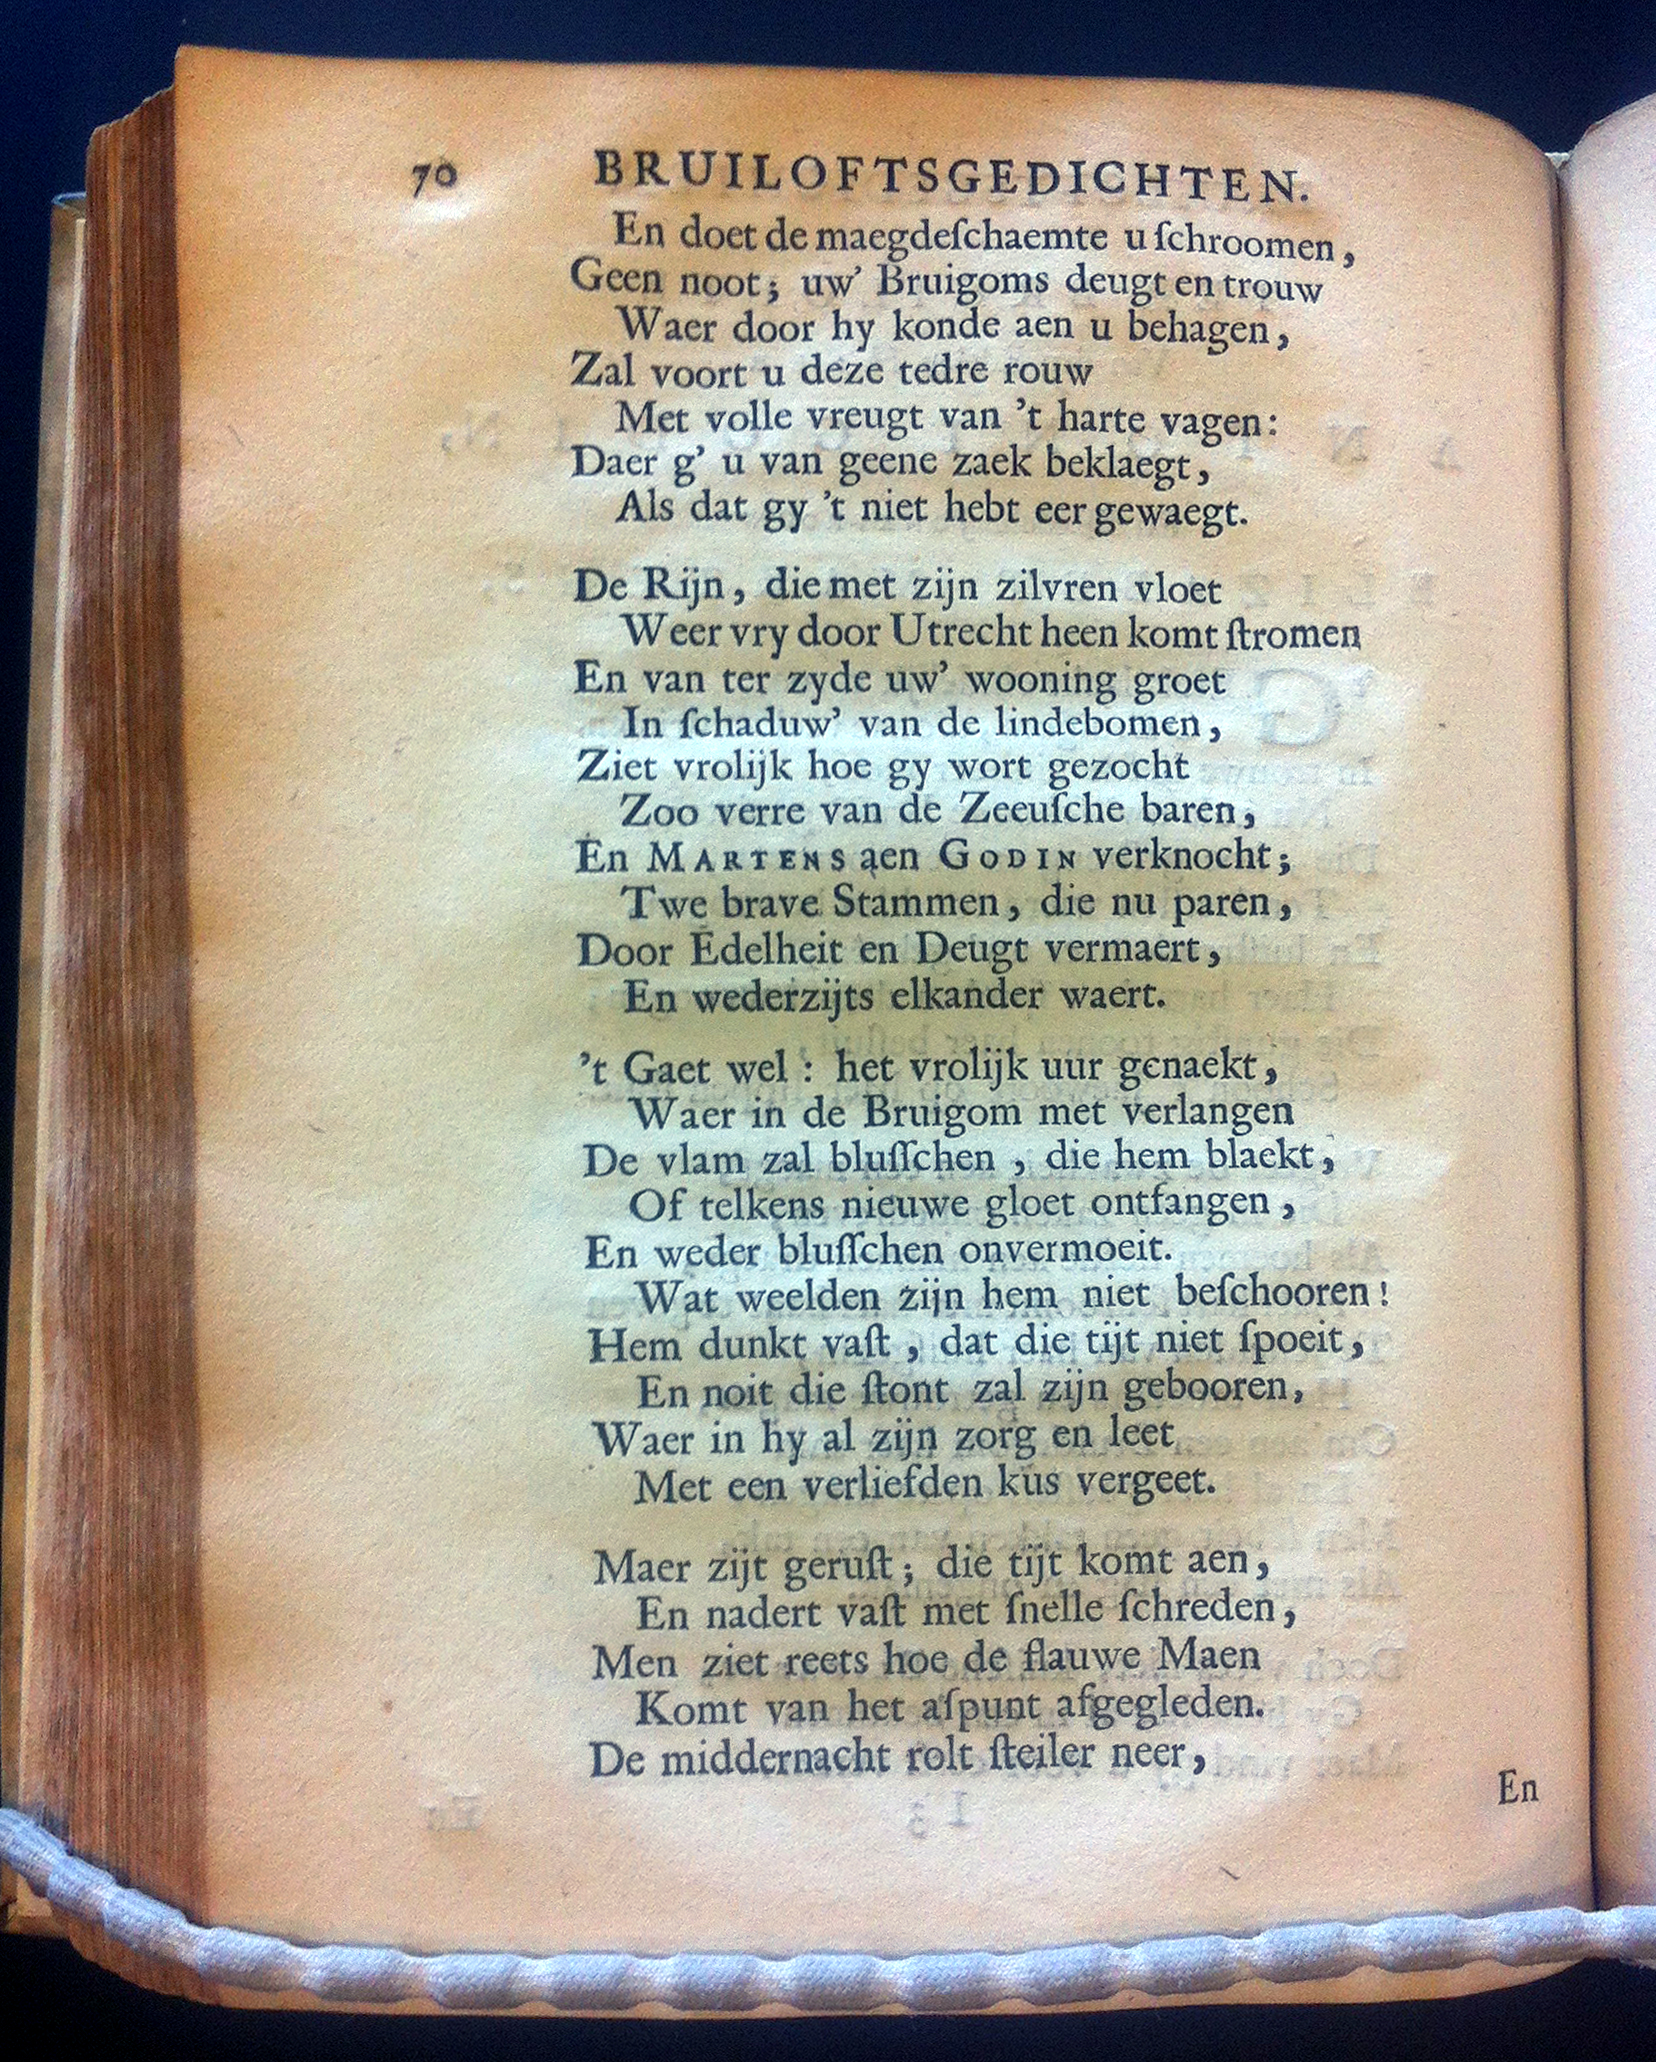 70 BRUILOFTSGEDICHTEN.
En doet de maegdeſchaemte u ſchroomen,
Geen noot; uw' Bruigoms deugt en trouw
Waer door hy konde aen u behagen,
Zal voort u deze tedre rouw
Met volle vreugt van 't harte vagen:
Daer g' u van geene zaek beklaegt,
Als dat gy 't niet hebt eer gewaegt.
De Rijn, die met zijn zilvren vloet
Weer vry door Utrecht heen komt ſtromen
En van ter zyde uw' wooning groet
In ſchaduw' van de lindebomen,
Ziet vrolijk hoe gy wort gezocht
Zoo verre van de Zeeuſche baren,
En MARTENS aen GODIN verknocht;
Twe brave Stammen, die nu paren,
Door Edelheit en Deugt vermaert,
En wederzijts elkander waert.
't Gaet wel: het vrolijk uur genaekt,
Waer in de Bruigom met verlangen
De vlam zal bluſſchen, die hem blaekt,
Of telkens nieuwe gloet ontfangen,
En weder bluſſchen onvermoeit.
Wat weelden zijn hem niet beſchooren!
Hem dunkt vaſt, dat die tijt niet ſpoeit,
En noit die ſtont zal zijn gebooren,
Waer in hy al zijn zorg en leet
Met een verliefden kus vergeet.
Maer zijt geruſt; die tijt komt aen,
En nadert vaſt met ſnelle ſchreden,
Men ziet reets hoe de flauwe Maen
Komt van het aſpunt afgegleden.
De middernacht rolt ſteiler neer,
En